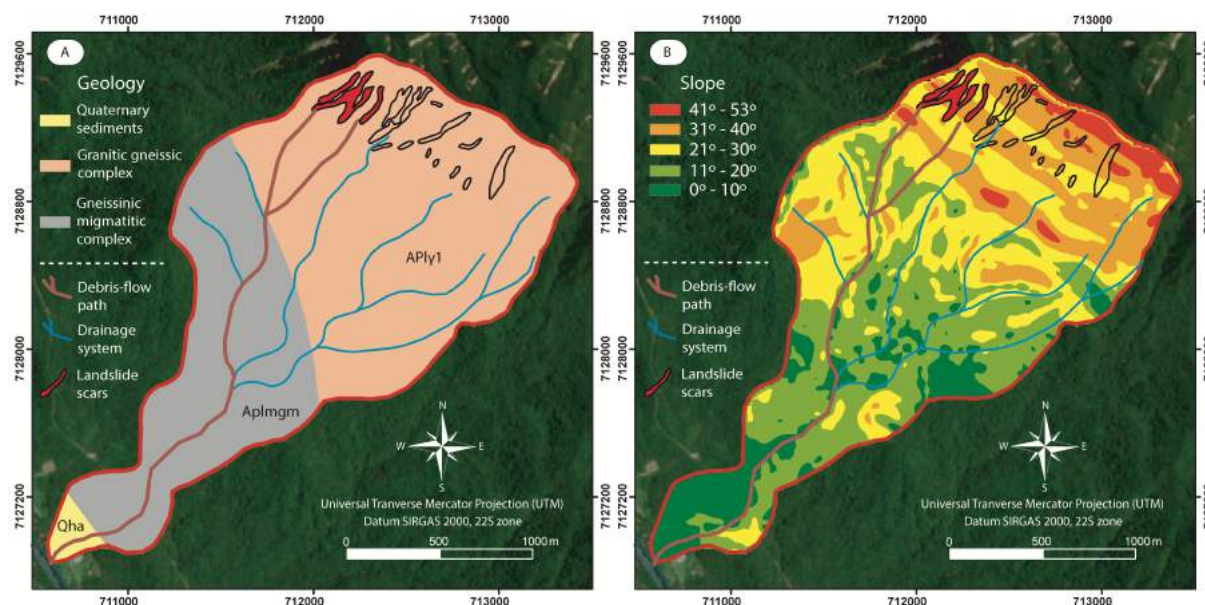 711000
712000
713000
711000
712000
713000
7129600
7128800
7128000
7127200
A
Geology
Quaternary
sediments
Granitic gneissic
complex
Gneissinic
migmatitic
complex
Debris-flow
path
Drainage
system
Landslide
scars
APlγ1
Aplmgm
Qha
N
W
E
S
Universal Tranverse Mercator Projection (UTM)
Datum SIRGAS 2000, 22S zone
0
500
1000 m
711000
712000
713000
B
Slope
41º - 53º
31º - 40º
21º - 30º
11º - 20º
0º - 10º
Debris-flow
path
Drainage
system
Landslide
scars
N
W
E
S
Universal Tranverse Mercator Projection (UTM)
Datum SIRGAS 2000, 22S zone
0
500
1000 m
711000
712000
713000